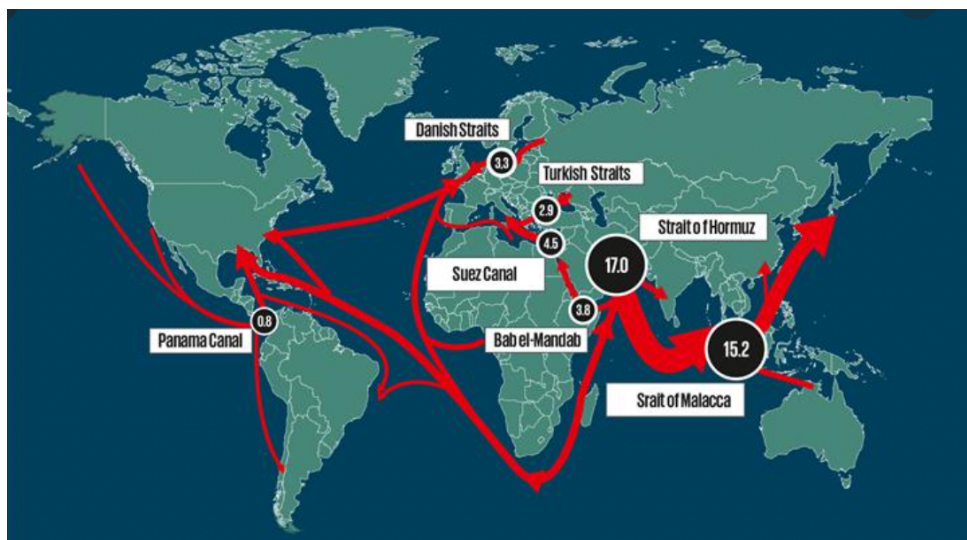 Danish Straits
3.3
Turkish Straits
2.9
Strait of Hormuz
4.5
17.0
Suez Canal
3.8
0.8
Panama Canal
Bab el-Mandab
15.2
Srait of Malacca